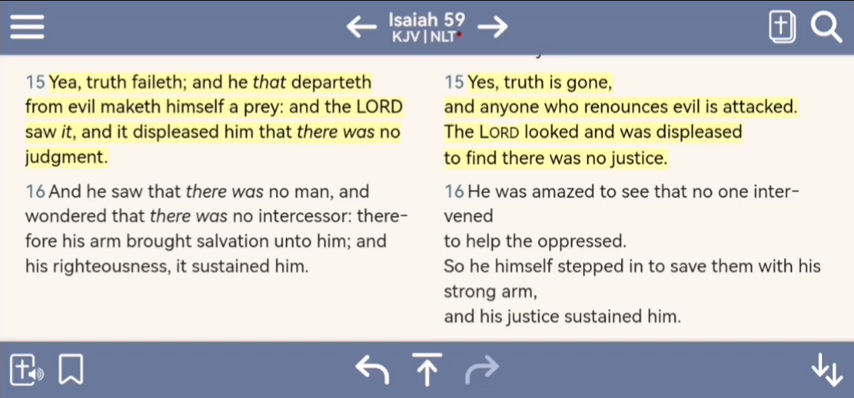 Isaiah 59
KJV | NLT
15 Yea, truth faileth; and he that departeth
from evil maketh himself a prey: and the LORD
saw it, and it displeased him that there was no
judgment.
16 And he saw that there was no man, and
wondered that there was no intercessor: there-
fore his arm brought salvation unto him; and
his righteousness, it sustained him.
15 Yes, truth is gone,
and anyone who renounces evil is attacked.
The LORD looked and was displeased
to find there was no justice.
16 He was amazed to see that no one inter-
vened
to help the oppressed.
So he himself stepped in to save them with his
strong arm,
and his justice sustained him.